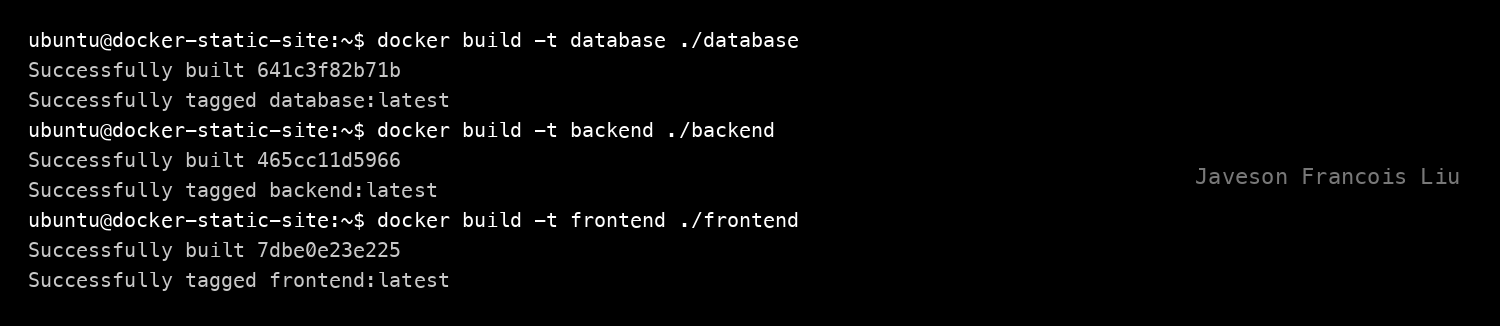 ubuntu@docker-static-site:~$ docker build -t database ./database
Successfully built 641c3f82b71b
Successfully tagged database:latest
ubuntu@docker-static-site:~$ docker build -t backend ./backend
Successfully built 465cc11d5966
Javeson Francois Liu
Successfully tagged backend:latest
ubuntu@docker-static-site:~$ docker build -t frontend ./frontend
Successfully built 7dbe0e23e225
Successfully tagged frontend:latest